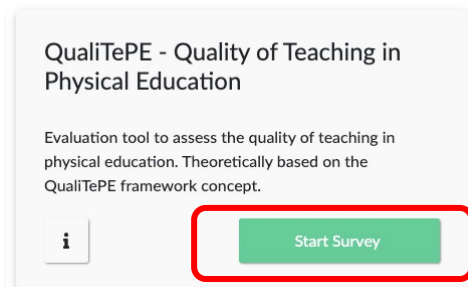 QualiTePE - Quality of Teaching in
Physical Education
Evaluation tool to assess the quality of teaching in
physical education. Theoretically based on the
QualiTePE framework concept.
i
Start Survey